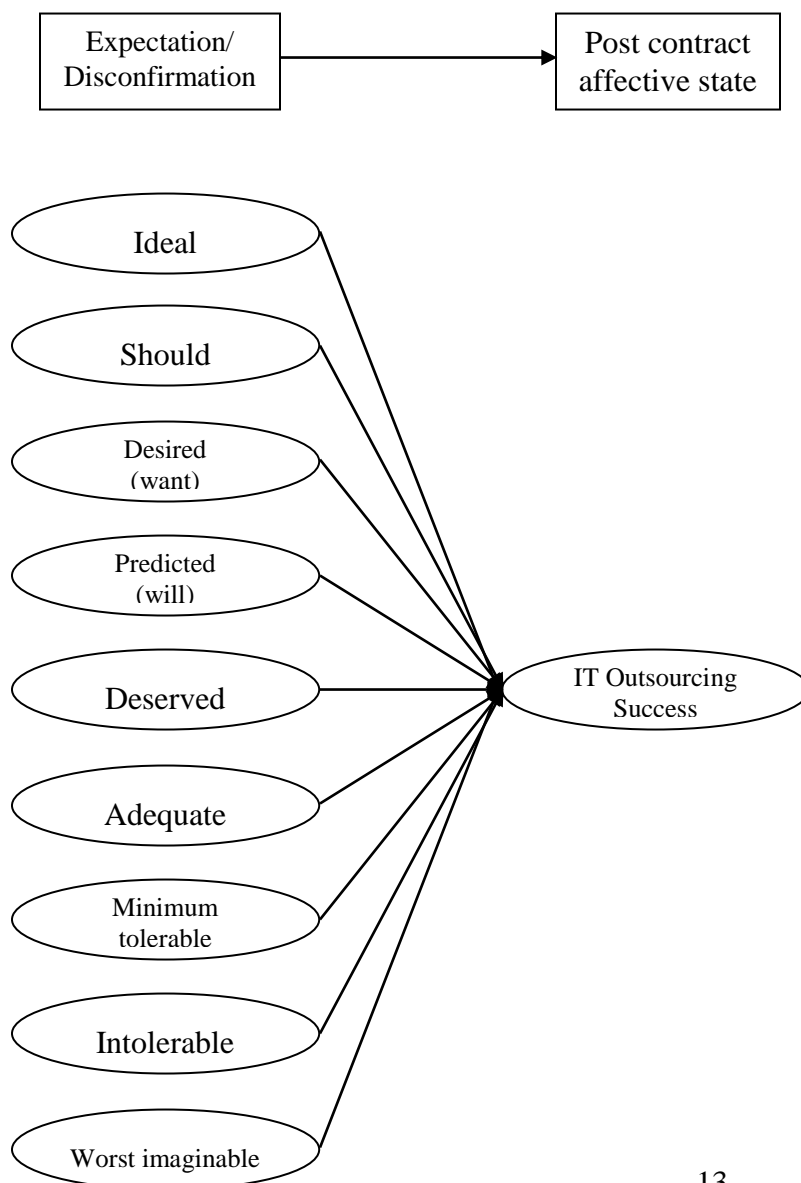 Expectation/
Disconfirmation
Post contract
affective state
Ideal
Should
Desired
(want)
Predicted
(will)
Deserved
IT Outsourcing
Success
Adequate
Minimum
tolerable
Intolerable
Worst imaginable
13